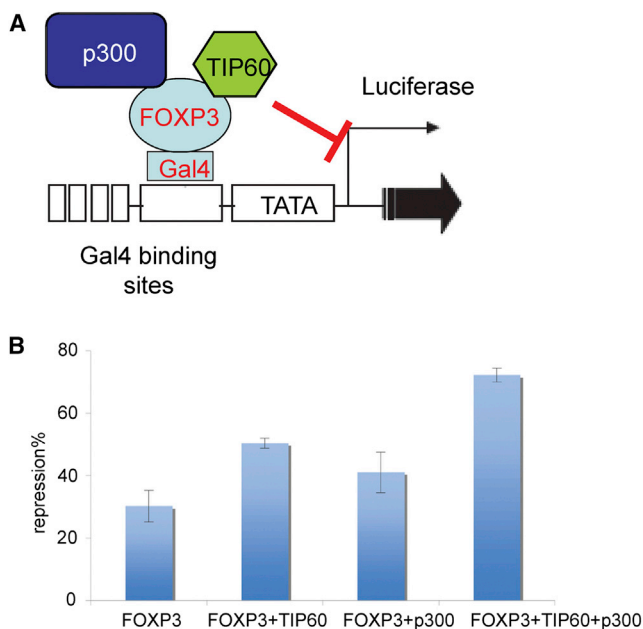 A
p300
TIP60
FOXP3
Luciferase
Gal4
TATA
Gal4 binding
sites
B
80
60
40
20
0
repression%
FOXP3
FOXP3+TIP60
FOXP3+p300
FOXP3+TIP60+p300